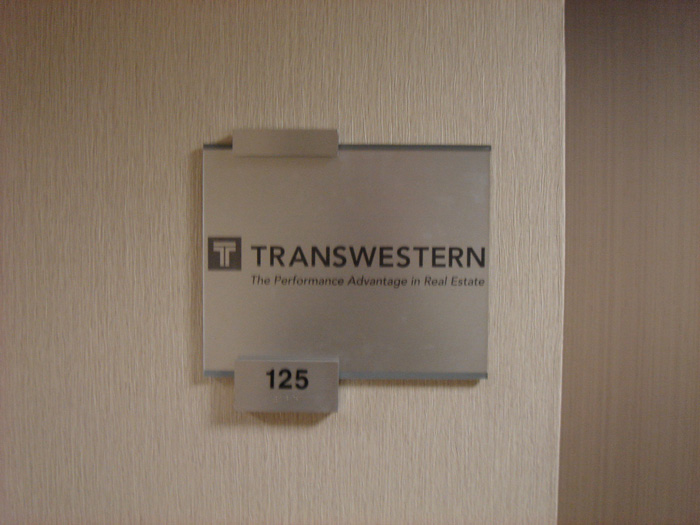 TRANSWESTERN
The Performance Advantage in Real Estate
125